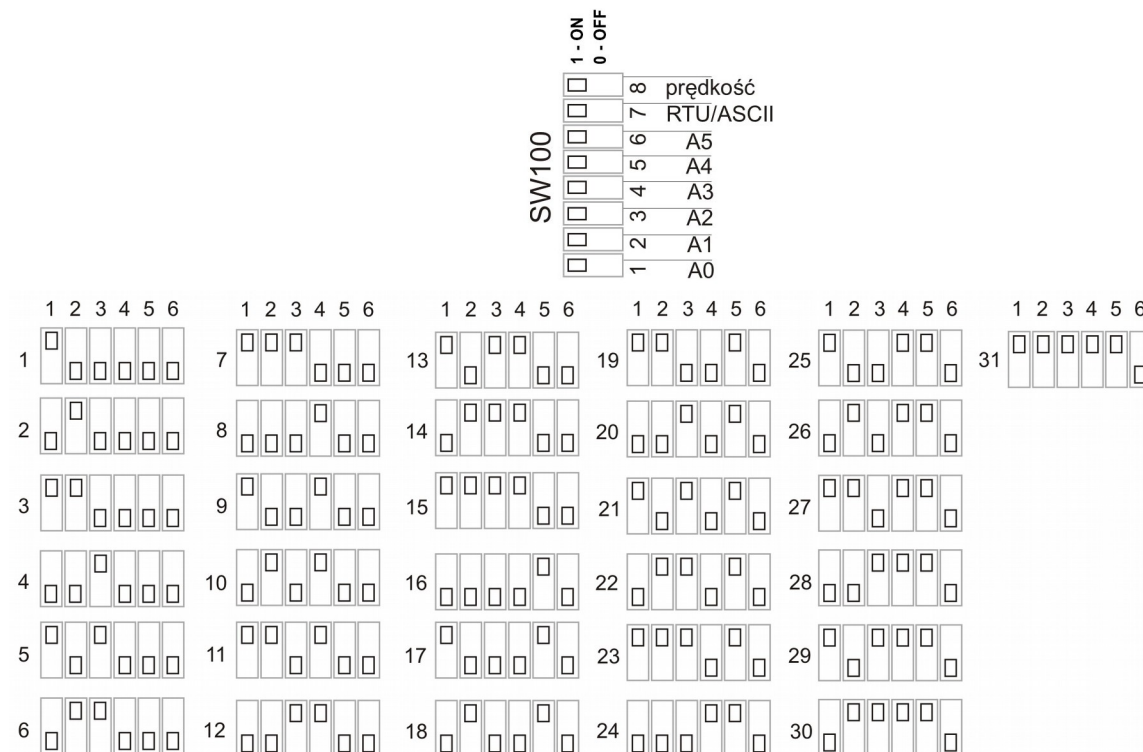 1 - ON
0 - OFF
SW100
8 prędkość
7 RTU/ASCII
6 A5
5 A4
4 A3
3 A2
2 A1
1 A0
1 2 3 4 5 6 1 2 3 4 5 6 1 2 3 4 5 6 1 2 3 4 5 6 1 2 3 4 5 6 1 2 3 4 5 6
1 7 13 19 25 31
2 8 14 20 26
3 9 15 21 27
4 10 16 22 28
5 11 17 23 29
6 12 18 24 30